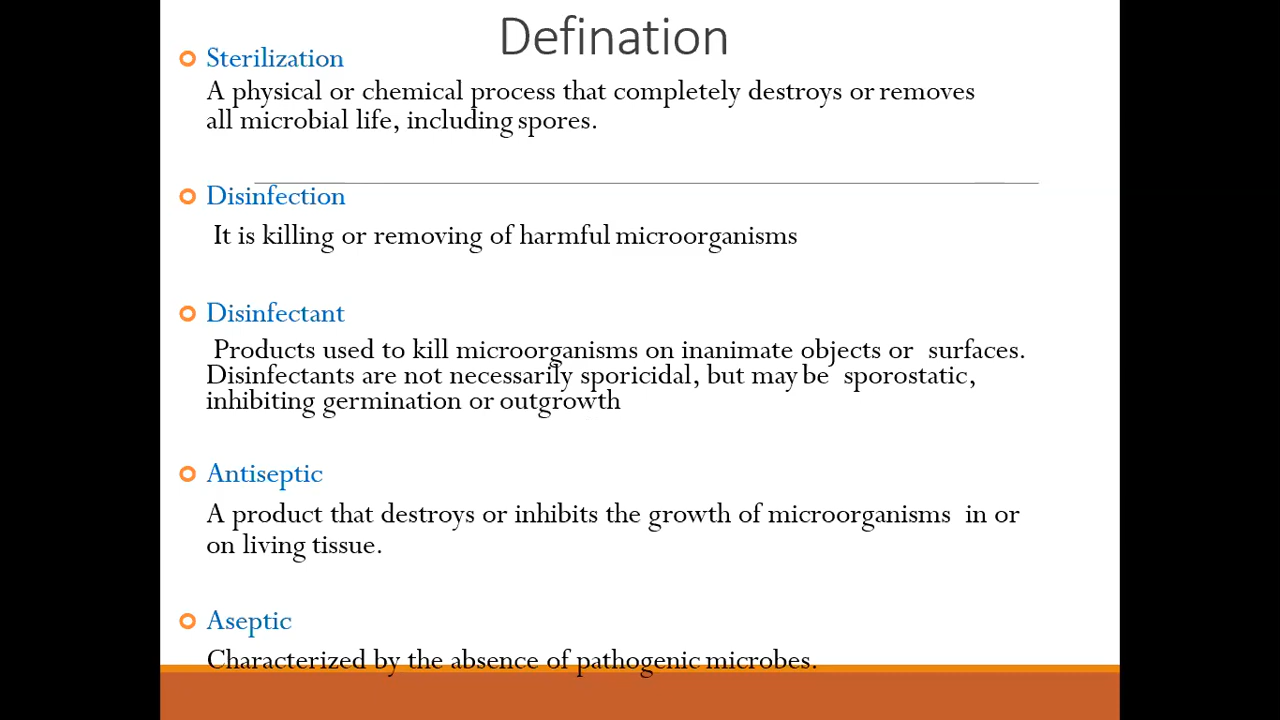 Defination
Sterilization
A physical or chemical process that completely destroys or removes
all microbial life, including spores.
Disinfection
It is killing or removing of harmful microorganisms
Disinfectant
Products used to kill microorganisms on inanimate objects or surfaces.
Disinfectants are not necessarily sporicidal, but may be sporostatic,
inhibiting germination or outgrowth
Antiseptic
A product that destroys or inhibits the growth of microorganisms in or
on living tissue.
Aseptic
Characterized by the absence of pathogenic microbes.